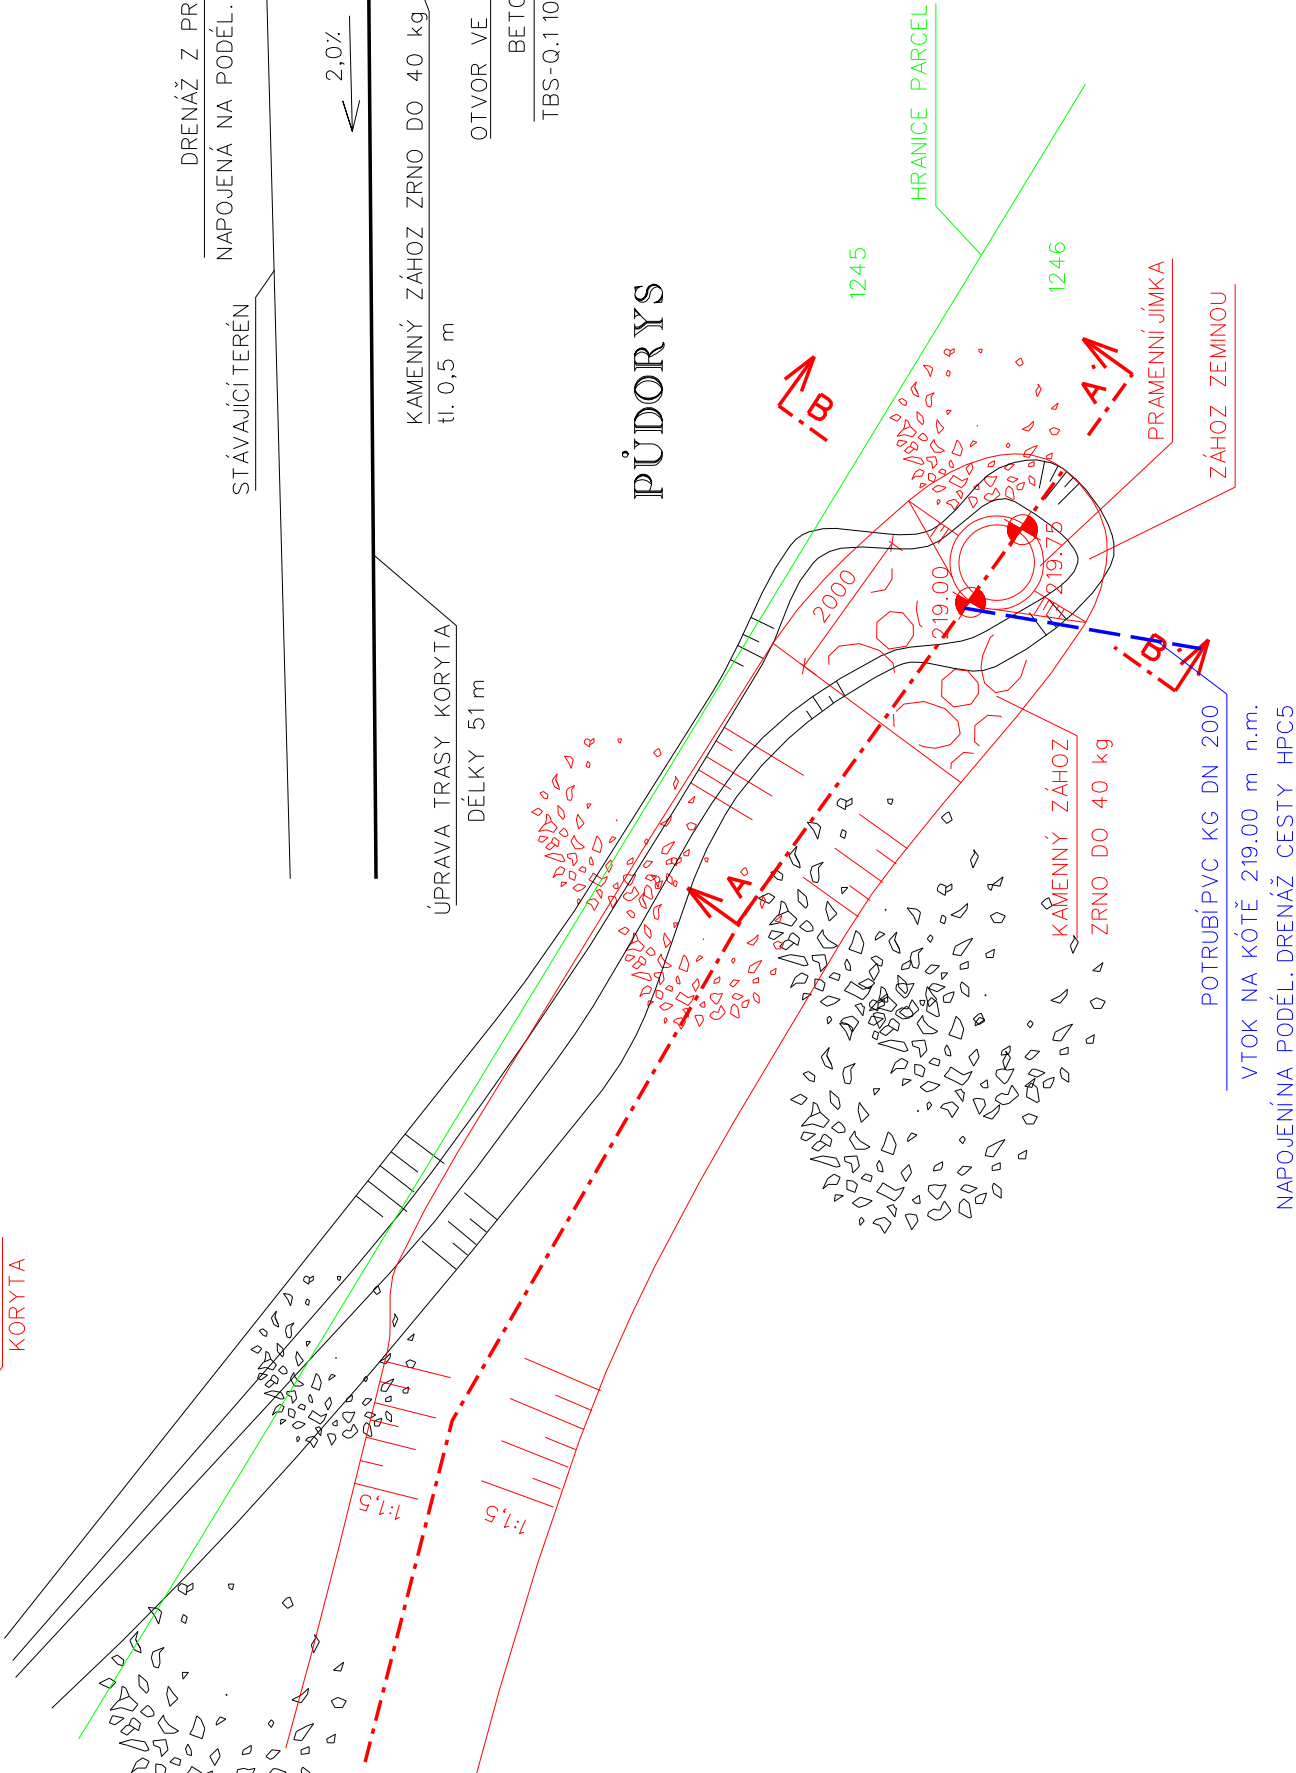 DRENÁŽ Z PR
NAPOJENÁ NA PODÉL.
STÁVAJÍCÍ TERÉN
2,0%
KAMENNÝ ZÁHOZ ZRNO DO 40 kg
tl. 0,5 m
OTVOR VE
BETO
TBS-Q.1 10
ÚPRAVA TRASY KORYTA
DÉLKY 51m
PŮDORYS
HRANICE PARCEL
1245
1246
B
A
PRAMENNÍ JÍMKA
ZÁHOZ ZEMINOU
2000
219.00
219.75
B
A
KAMENNÝ ZÁHOZ
ZRNO DO 40 kg
POTRUBÍ PVC KG DN 200
VTOK NA KÓTĚ 219.00 m n.m.
NAPOJENÍ NA PODÉL. DRENÁŽ CESTY HPC5
KORYTA
1:1,5
1:1,5